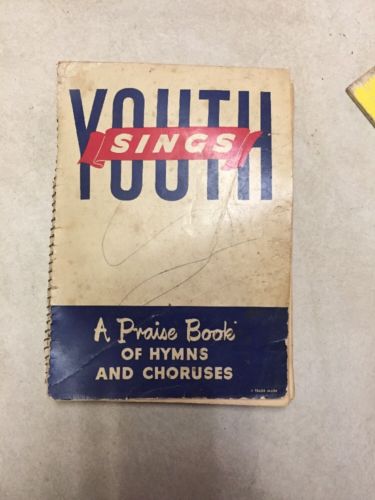 YOUTH
SINGS
A Praise Book
OF HYMNS
AND CHORUSES